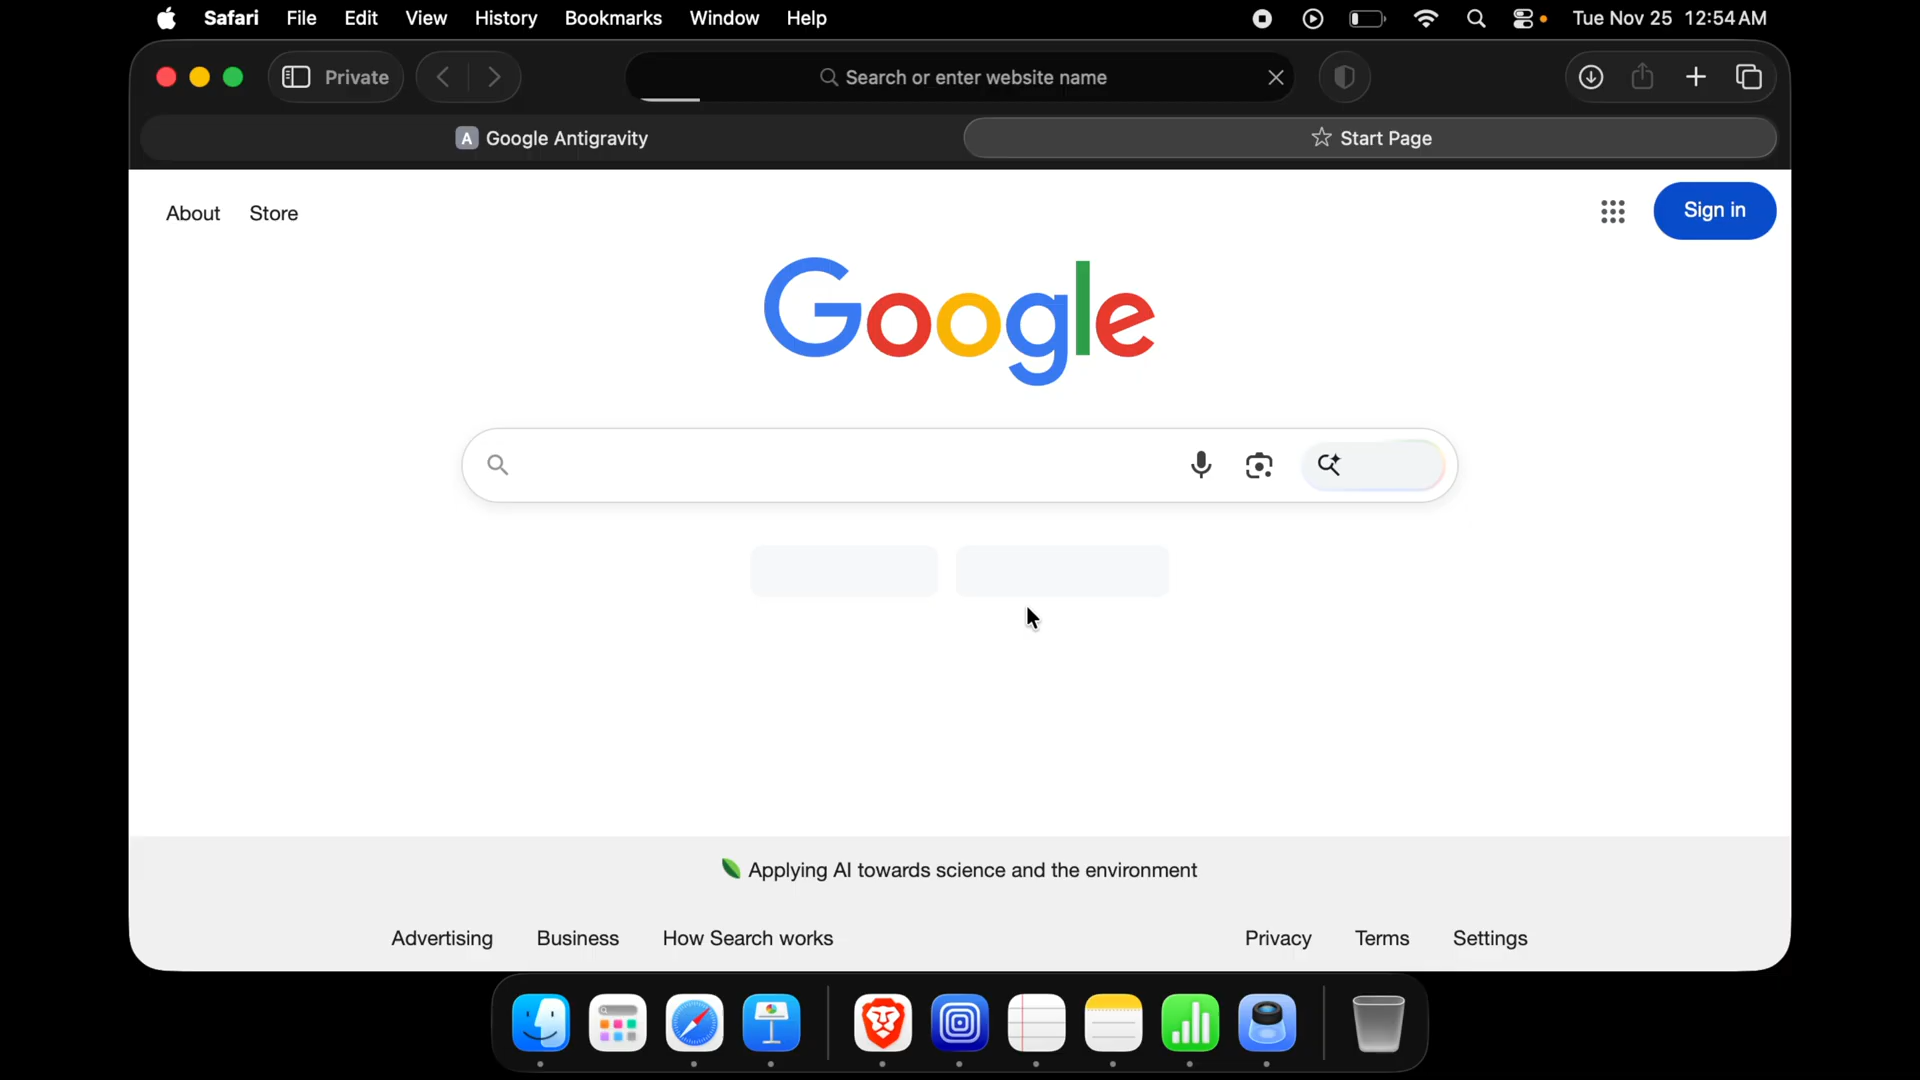 Safari File Edit View History Bookmarks Window Help Tue Nov 25 12:54 AM
Private Search or enter website name
A Google Antigravity Start Page
About Store Sign in
Google
Applying AI towards science and the environment
Advertising Business How Search works Privacy Terms Settings